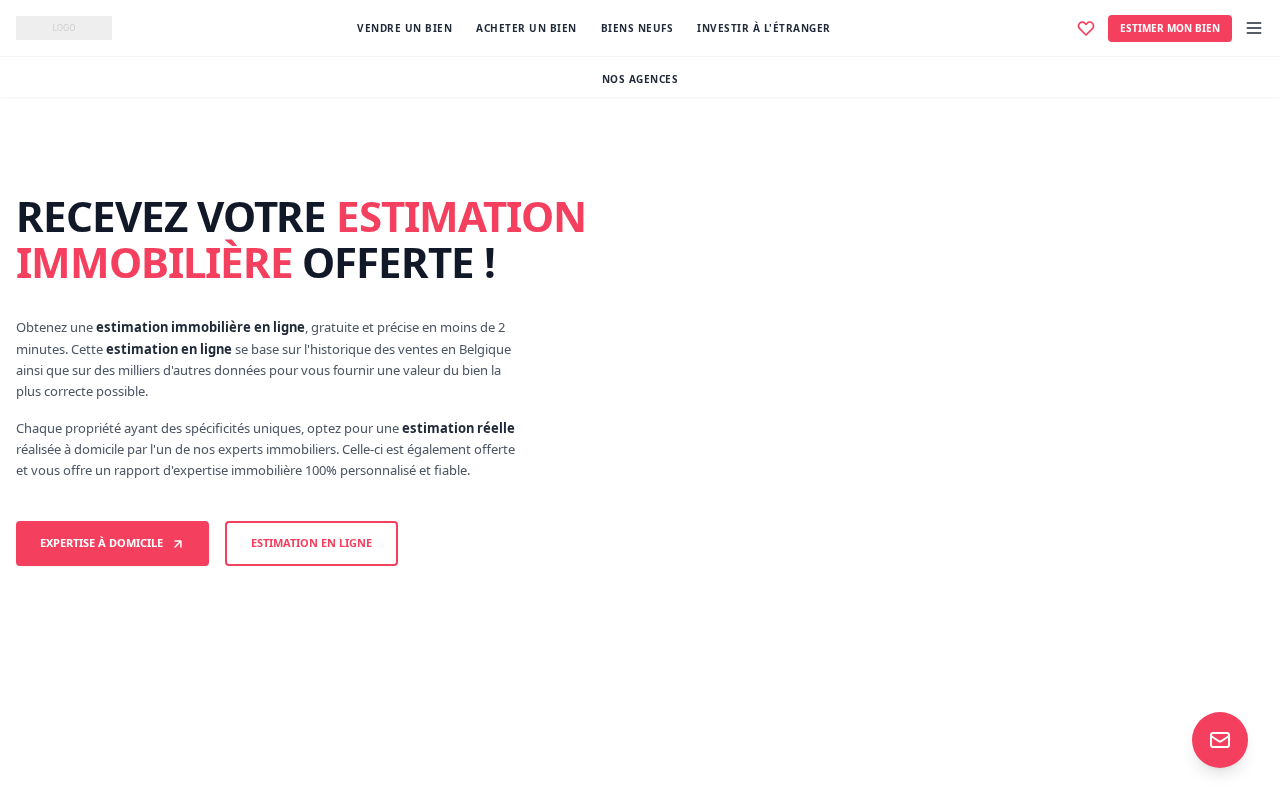 LOGO
VENDRE UN BIEN
ACHETER UN BIEN
BIENS NEUFS
INVESTIR À L'ÉTRANGER
ESTIMER MON BIEN
NOS AGENCES
RECEVEZ VOTRE ESTIMATION
IMMOBILIÈRE OFFERTE !
Obtenez une estimation immobilière en ligne, gratuite et précise en moins de 2
minutes. Cette estimation en ligne se base sur l'historique des ventes en Belgique
ainsi que sur des milliers d'autres données pour vous fournir une valeur du bien la
plus correcte possible.
Chaque propriété ayant des spécificités uniques, optez pour une estimation réelle
réalisée à domicile par l'un de nos experts immobiliers. Celle-ci est également offerte
et vous offre un rapport d'expertise immobilière 100% personnalisé et fiable.
EXPERTISE À DOMICILE
ESTIMATION EN LIGNE